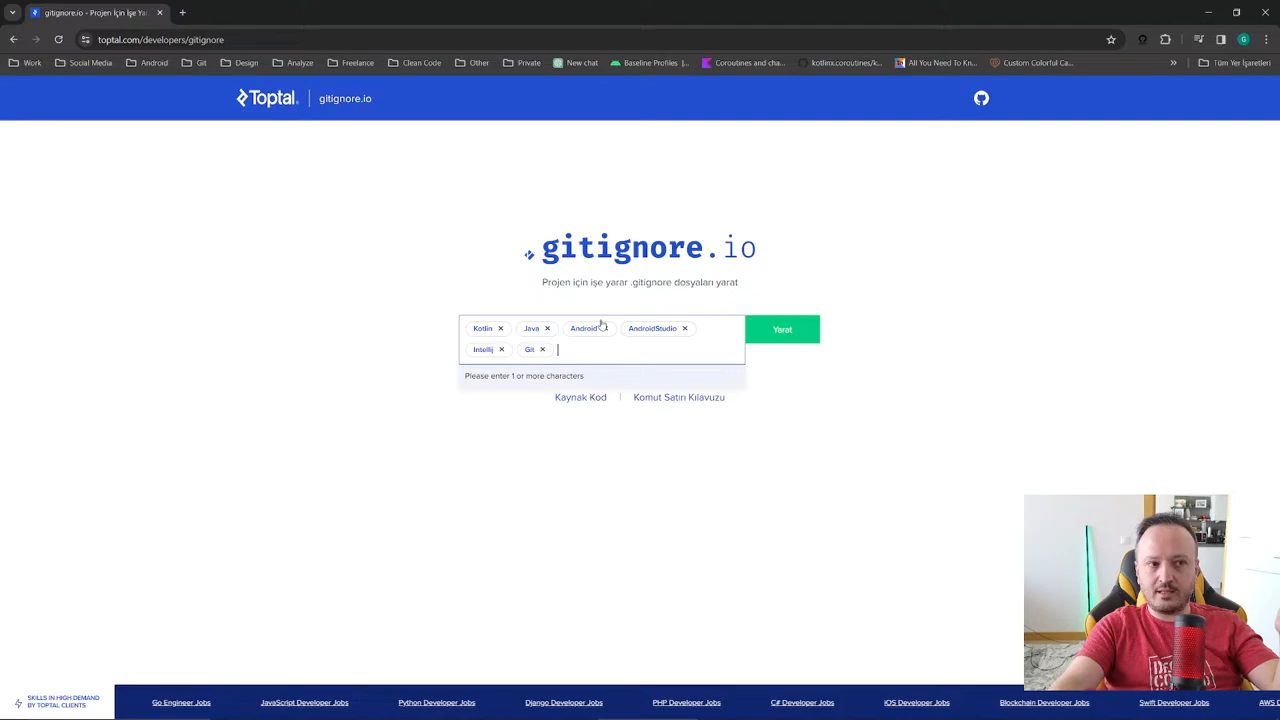 gitignore.io - Projen İçin İşe Ya
toptal.com/developers/gitignore
Work
Social Media
Android
Git
Design
Analyze
Freelance
Clean Code
Other
Private
New chat
Baseline Profiles |...
Coroutines and cha...
kotlinx.coroutines/k...
All You Need To Kn...
Custom Colorful Ca...
»
Tüm Yer İşaretleri
G
Toptal. | gitignore.io
.gitignore.io
Projen için işe yarar .gitignore dosyaları yarat
Kotlin ×
Java ×
Android
AndroidStudio ×
Yarat
Intellij ×
Git ×
Please enter 1 or more characters
Kaynak Kod | Komut Satırı Kılavuzu
SKILLS IN HIGH DEMAND
BY TOPTAL CLIENTS
Go Engineer Jobs
JavaScript Developer Jobs
Python Developer Jobs
Django Developer Jobs
PHP Developer Jobs
C# Developer Jobs
iOS Developer Jobs
Blockchain Developer Jobs
Swift Developer Jobs
AWS